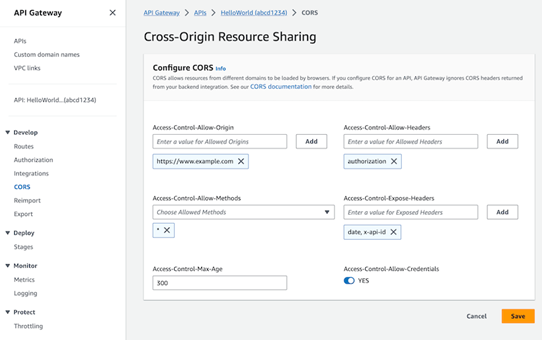 API Gateway
APIs
Custom domain names
VPC links
API: HelloWorld...(abcd1234)
Develop
Routes
Authorization
Integrations
CORS
Reimport
Export
Deploy
Stages
Monitor
Metrics
Logging
Protect
Throttling
API Gateway > APIs > HelloWorld (abcd1234) > CORS
Cross-Origin Resource Sharing
Configure CORS Info
CORS allows resources from different domains to be loaded by browsers. If you configure CORS for an API, API Gateway ignores CORS headers returned
from your backend integration. See our CORS documentation for more details.
Access-Control-Allow-Origin
Enter a value for Allowed Origins
Add
https://www.example.com
Access-Control-Allow-Headers
Enter a value for Allowed Headers
Add
authorization
Access-Control-Allow-Methods
Choose Allowed Methods
*
Access-Control-Expose-Headers
Enter a value for Exposed Headers
Add
date, x-api-id
Access-Control-Max-Age
300
Access-Control-Allow-Credentials
YES
Cancel
Save